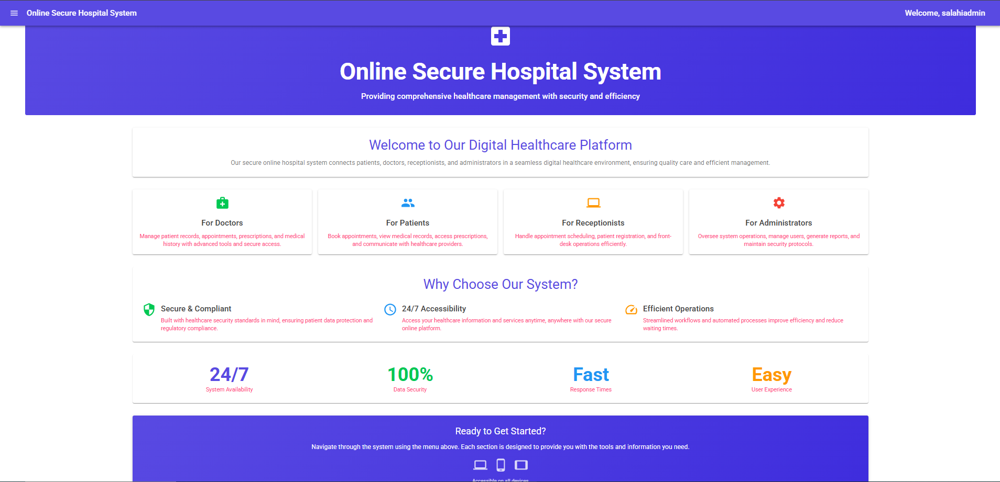 Online Secure Hospital System
Welcome, salahiadmin
Online Secure Hospital System
Providing comprehensive healthcare management with security and efficiency
Welcome to Our Digital Healthcare Platform
Our secure online hospital system connects patients, doctors, receptionists, and administrators in a seamless digital healthcare environment, ensuring quality care and efficient management.
For Doctors
Manage patient records, appointments, prescriptions, and medical
history with advanced tools and secure access.
For Patients
Book appointments, view medical records, access prescriptions,
and communicate with healthcare providers.
For Receptionists
Handle appointment scheduling, patient registration, and front-
desk operations efficiently.
For Administrators
Oversee system operations, manage users, generate reports, and
maintain security protocols.
Why Choose Our System?
Secure & Compliant
Built with healthcare security standards in mind, ensuring patient data protection and
regulatory compliance.
24/7 Accessibility
Access your healthcare information and services anytime, anywhere with our secure
online platform.
Efficient Operations
Streamlined workflows and automated processes improve efficiency and reduce
waiting times.
24/7
System Availability
100%
Data Security
Fast
Response Times
Easy
User Experience
Ready to Get Started?
Navigate through the system using the menu above. Each section is designed to provide you with the tools and information you need.
Accessible on all devices